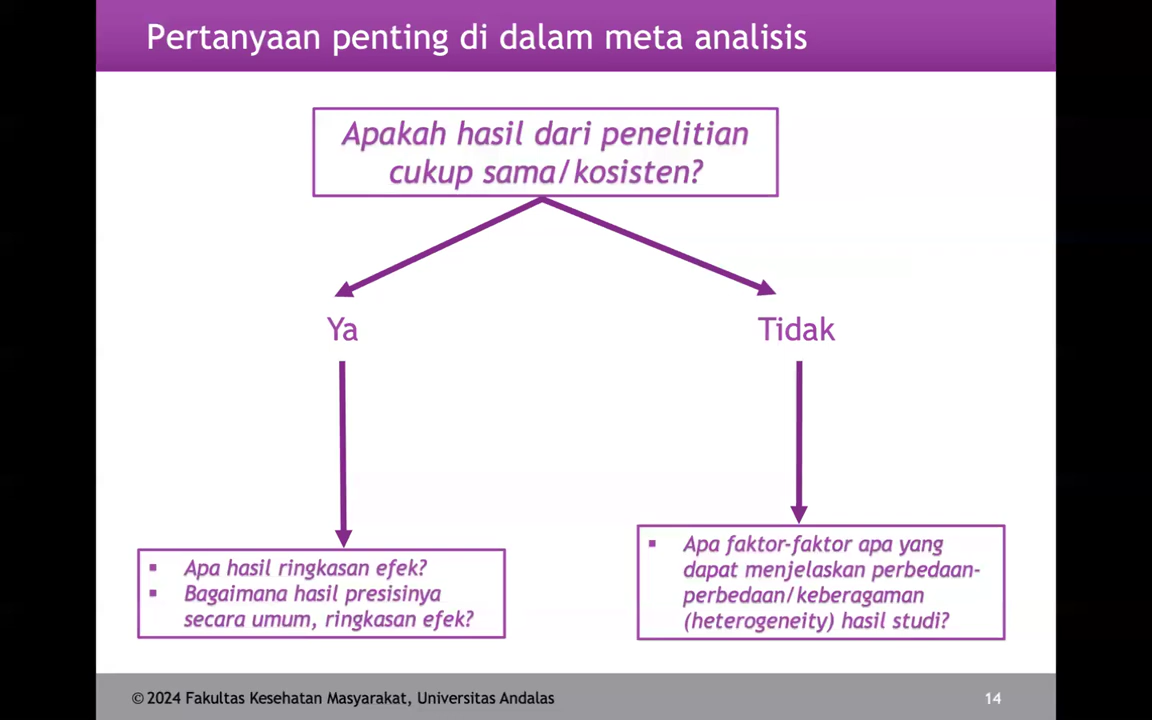 Pertanyaan penting di dalam meta analisis
Apakah hasil dari penelitian
cukup sama/kosisten?
Ya
Tidak
▪ Apa hasil ringkasan efek?
▪ Bagaimana hasil presisinya
secara umum, ringkasan efek?
▪ Apa faktor-faktor apa yang
dapat menjelaskan perbedaan-
perbedaan/keberagaman
(heterogeneity) hasil studi?
© 2024 Fakultas Kesehatan Masyarakat, Universitas Andalas
14